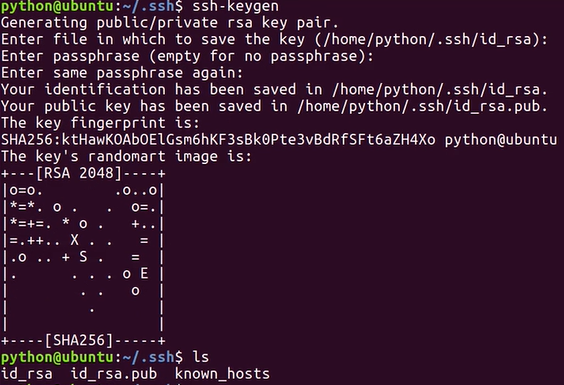 python@ubuntu:~/.ssh$ ssh-keygen
Generating public/private rsa key pair.
Enter file in which to save the key (/home/python/.ssh/id_rsa):
Enter passphrase (empty for no passphrase):
Enter same passphrase again:
Your identification has been saved in /home/python/.ssh/id_rsa.
Your public key has been saved in /home/python/.ssh/id_rsa.pub.
The key fingerprint is:
SHA256:ktHawKOAbOElGsm6hKF3sBk0Pte3vBdRfSFt6aZH4Xo python@ubuntu
The key's randomart image is:
+---[RSA 2048]----+
|o=o.        .o..o|
|*=*. o .   .  o=.|
|*=+=. * o .   +..|
|=.++.. X . .   = |
|.o .. + S .   =  |
|.      . . . o E |
|        . .   o  |
|         .       |
|                 |
+----[SHA256]-----+
python@ubuntu:~/.ssh$ ls
id_rsa  id_rsa.pub  known_hosts